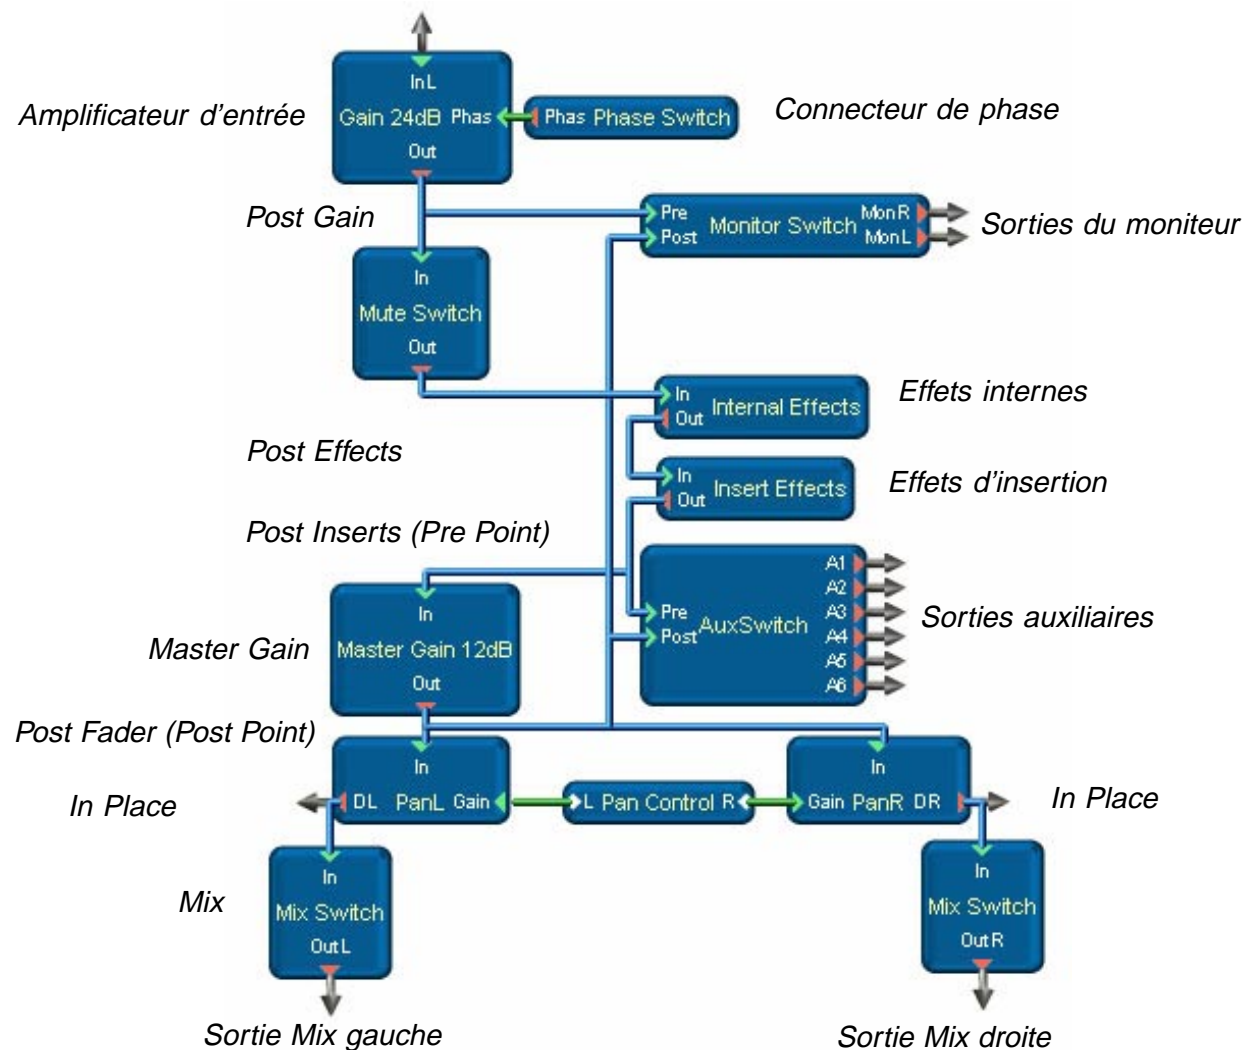 InL
Amplificateur d'entrée
Gain 24dB Phas
Phas Phase Switch
Connecteur de phase
Out
Post Gain
Pre
Monitor Switch
MonR
Post
MonL
Sorties du moniteur
In
Mute Switch
Out
In
Internal Effects
Out
Effets internes
Post Effects
In
Insert Effects
Out
Effets d'insertion
Post Inserts (Pre Point)
A1
A2
Pre
A3
AuxSwitch
Post
A4
A5
A6
Sorties auxiliaires
In
Master Gain
Master Gain 12dB
Out
Post Fader (Post Point)
In
In
In Place
DL PanL Gain
L Pan Control R
Gain PanR DR
In Place
In
Mix
Mix Switch
OutL
In
Mix Switch
OutR
Sortie Mix gauche
Sortie Mix droite